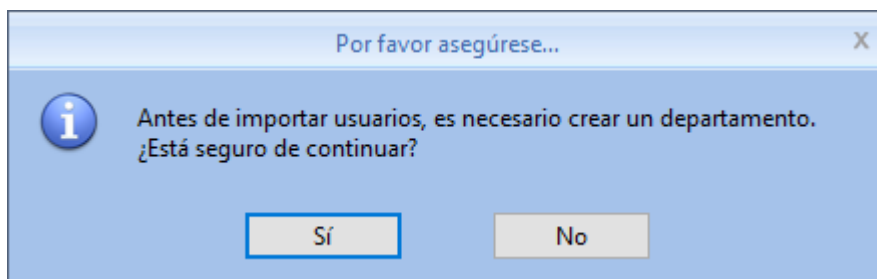 Por favor asegúrese...
X
Antes de importar usuarios, es necesario crear un departamento.
¿Está seguro de continuar?
Sí
No